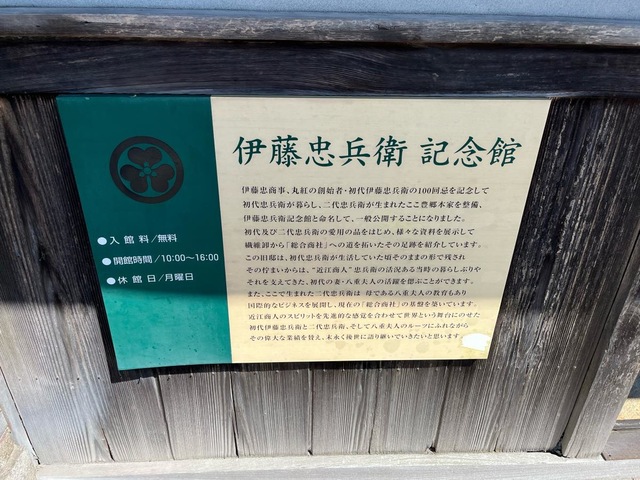 伊藤忠兵衛 記念館
伊藤忠商事、丸紅の創始者・初代伊藤忠兵衛の100回忌を記念して
初代忠兵衛が暮らし、二代忠兵衛が生まれたここ豊郷本家を整備、
伊藤忠兵衛記念館と命名して、一般公開することになりました。
初代及び二代忠兵衛の愛用の品をはじめ、様々な資料を展示して
繊維卸から「総合商社」への道を拓いたその足跡を紹介しています。
この旧邸は、初代忠兵衛が生活していた頃そのままの形で残され
その佇まいからは、“近江商人”忠兵衛の活況ある当時の暮らしぶりや
それを支えてきた、初代の妻・八重夫人の活躍を偲ぶことができます。
また、ここで生まれた二代忠兵衛は 母である八重夫人の教育もあり
国際的なビジネスを展開し、現在の「総合商社」の基盤を築いています。
近江商人のスピリットを先進的な感覚を合わせて世界という舞台にのせた
初代伊藤忠兵衛と二代忠兵衛、そして八重夫人のルーツにふれながら
その偉大な業績を讃え、末永く後世に語り継いでいきたいと思います。
●入館料/無料
●開館時間/10:00〜16:00
●休館日/月曜日